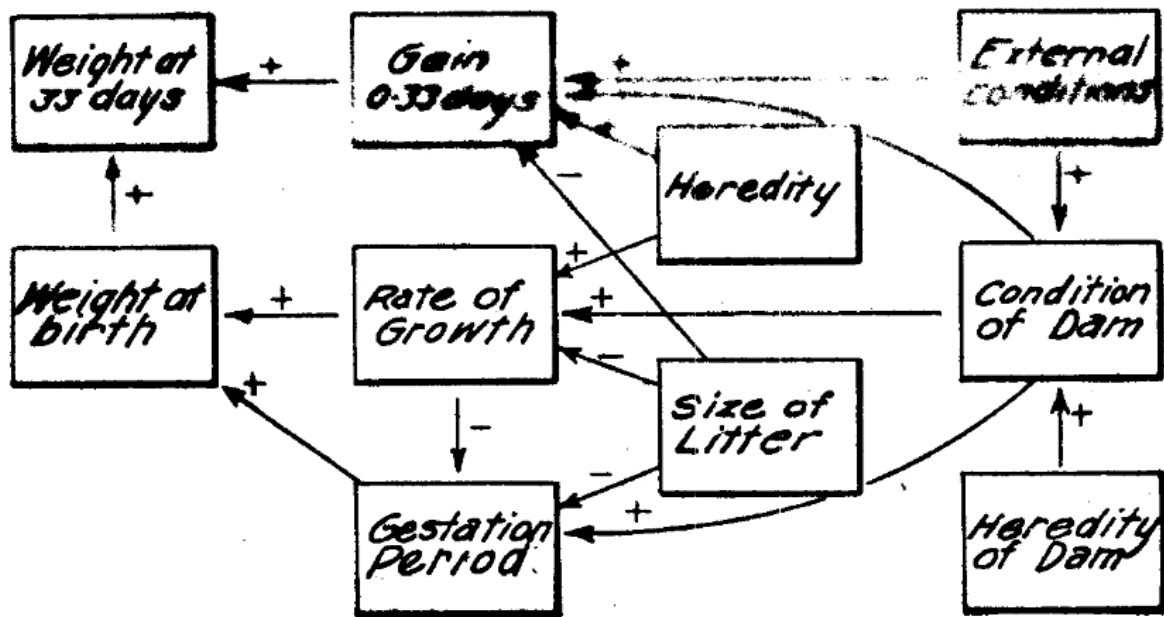 Weight at
33 days
+
Gain
0-33 days
+
External
conditions
+
+
-
Heredity
+
+
Weight at
birth
+
Rate of
Growth
+
+
Condition
of Dam
-
Size of
Litter
+
-
-
+
+
Gestation
Period
Heredity
of Dam